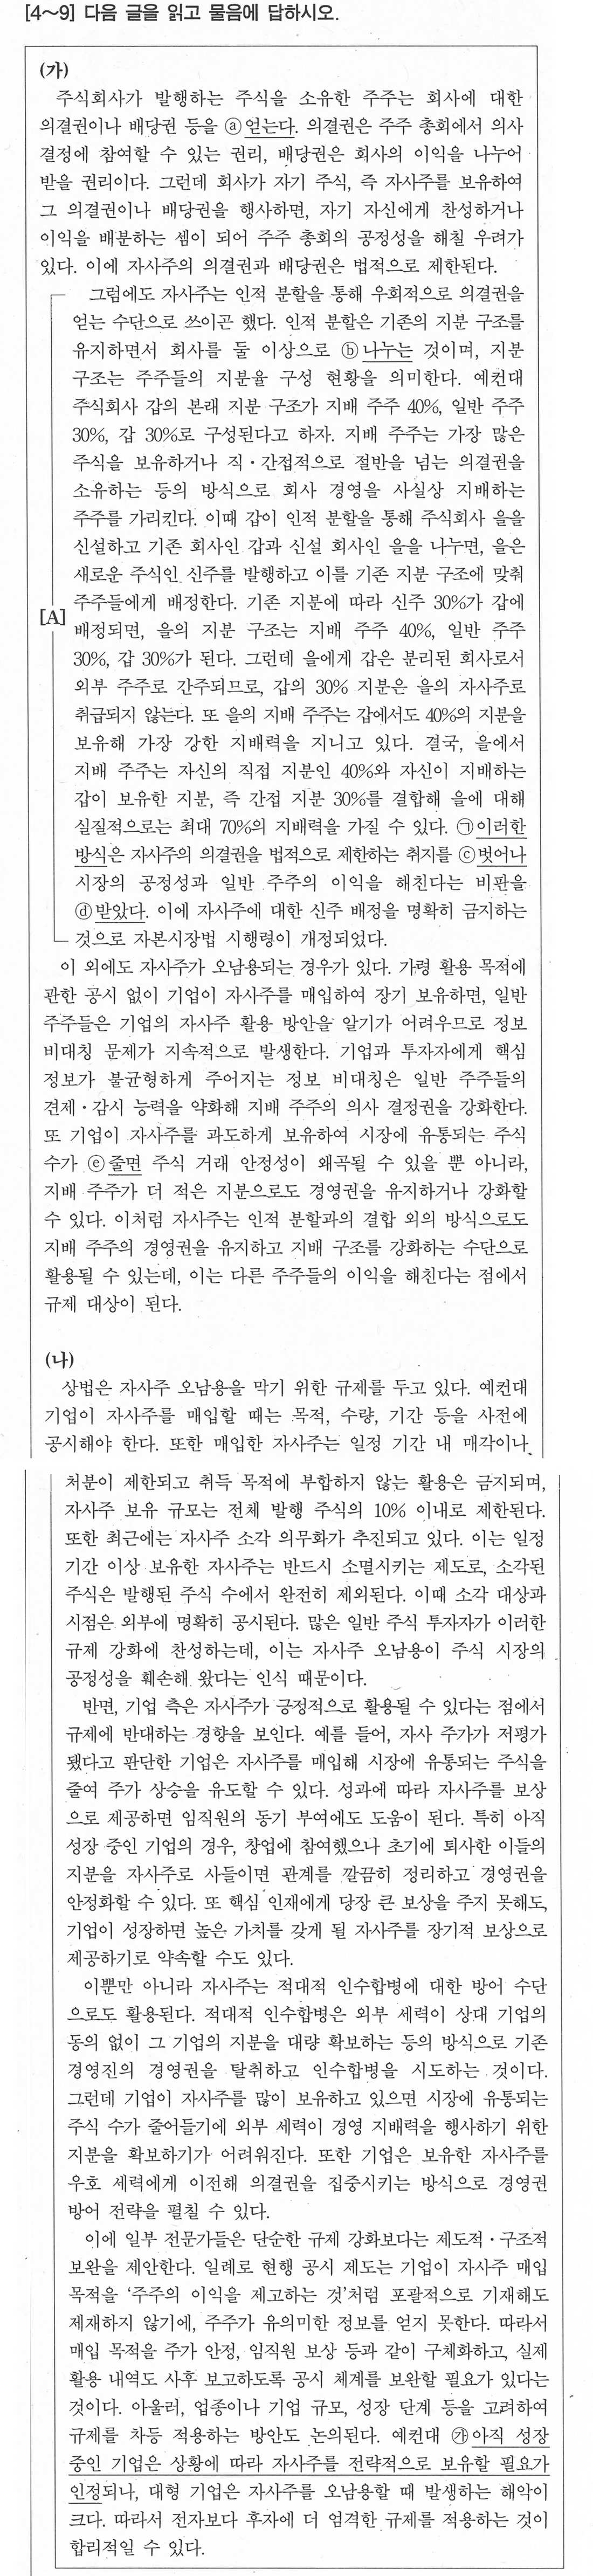 [4~9] 다음 글을 읽고 물음에 답하시오.
(가)
주식회사가 발행하는 주식을 소유한 주주는 회사에 대한
의결권이나 배당권 등을 ⓐ얻는다. 의결권은 주주 총회에서 의사
결정에 참여할 수 있는 권리, 배당권은 회사의 이익을 나누어
받을 권리이다. 그런데 회사가 자기 주식, 즉 자사주를 보유하여
그 의결권이나 배당권을 행사하면, 자기 자신에게 찬성하거나
이익을 배분하는 셈이 되어 주주 총회의 공정성을 해칠 우려가
있다. 이에 자사주의 의결권과 배당권은 법적으로 제한된다.
그럼에도 자사주는 인적 분할을 통해 우회적으로 의결권을
얻는 수단으로 쓰이곤 했다. 인적 분할은 기존의 지분 구조를
유지하면서 회사를 둘 이상으로 ⓑ나누는 것이며, 지분
구조는 주주들의 지분율 구성 현황을 의미한다. 예컨대
주식회사 갑의 본래 지분 구조가 지배 주주 40%, 일반 주주
30%, 갑 30%로 구성된다고 하자. 지배 주주는 가장 많은
주식을 보유하거나 직·간접적으로 절반을 넘는 의결권을
소유하는 등의 방식으로 회사 경영을 사실상 지배하는
주주를 가리킨다. 이때 갑이 인적 분할을 통해 주식회사 을을
신설하고 기존 회사인 갑과 신설 회사인 을을 나누면, 을은
새로운 주식인 신주를 발행하고 이를 기존 지분 구조에 맞춰
주주들에게 배정한다. 기존 지분에 따라 신주 30%가 갑에
[A] 배정되면, 을의 지분 구조는 지배 주주 40%, 일반 주주
30%, 갑 30%가 된다. 그런데 을에게 갑은 분리된 회사로서
외부 주주로 간주되므로, 갑의 30% 지분은 을의 자사주로
취급되지 않는다. 또 을의 지배 주주는 갑에서도 40%의 지분을
보유해 가장 강한 지배력을 지니고 있다. 결국, 을에서
지배 주주는 자신의 직접 지분인 40%와 자신이 지배하는
갑이 보유한 지분, 즉 간접 지분 30%를 결합해 을에 대해
실질적으로는 최대 70%의 지배력을 가질 수 있다. ㉠이러한
방식은 자사주의 의결권을 법적으로 제한하는 취지를 ⓒ벗어나
시장의 공정성과 일반 주주의 이익을 해친다는 비판을
ⓓ받았다. 이에 자사주에 대한 신주 배정을 명확히 금지하는
것으로 자본시장법 시행령이 개정되었다.
이 외에도 자사주가 오남용되는 경우가 있다. 가령 활용 목적에
관한 공시 없이 기업이 자사주를 매입하여 장기 보유하면, 일반
주주들은 기업의 자사주 활용 방안을 알기가 어려우므로 정보
비대칭 문제가 지속적으로 발생한다. 기업과 투자자에게 핵심
정보가 불균형하게 주어지는 정보 비대칭은 일반 주주들의
견제·감시 능력을 약화해 지배 주주의 의사 결정권을 강화한다.
또 기업이 자사주를 과도하게 보유하여 시장에 유통되는 주식
수가 ⓔ줄면 주식 거래 안정성이 왜곡될 수 있을 뿐 아니라,
지배 주주가 더 적은 지분으로도 경영권을 유지하거나 강화할
수 있다. 이처럼 자사주는 인적 분할과의 결합 외의 방식으로도
지배 주주의 경영권을 유지하고 지배 구조를 강화하는 수단으로
활용될 수 있는데, 이는 다른 주주들의 이익을 해친다는 점에서
규제 대상이 된다.
(나)
상법은 자사주 오남용을 막기 위한 규제를 두고 있다. 예컨대
기업이 자사주를 매입할 때는 목적, 수량, 기간 등을 사전에
공시해야 한다. 또한 매입한 자사주는 일정 기간 내 매각이나
처분이 제한되고 취득 목적에 부합하지 않는 활용은 금지되며,
자사주 보유 규모는 전체 발행 주식의 10% 이내로 제한된다.
또한 최근에는 자사주 소각 의무화가 추진되고 있다. 이는 일정
기간 이상 보유한 자사주는 반드시 소멸시키는 제도로, 소각된
주식은 발행된 주식 수에서 완전히 제외된다. 이때 소각 대상과
시점은 외부에 명확히 공시된다. 많은 일반 주식 투자자가 이러한
규제 강화에 찬성하는데, 이는 자사주 오남용이 주식 시장의
공정성을 훼손해 왔다는 인식 때문이다.
반면, 기업 측은 자사주가 긍정적으로 활용될 수 있다는 점에서
규제에 반대하는 경향을 보인다. 예를 들어, 자사 주가가 저평가
됐다고 판단한 기업은 자사주를 매입해 시장에 유통되는 주식을
줄여 주가 상승을 유도할 수 있다. 성과에 따라 자사주를 보상
으로 제공하면 임직원의 동기 부여에도 도움이 된다. 특히 아직
성장 중인 기업의 경우, 창업에 참여했으나 초기에 퇴사한 이들의
지분을 자사주로 사들이면 관계를 깔끔히 정리하고 경영권을
안정화할 수 있다. 또 핵심 인재에게 당장 큰 보상을 주지 못해도,
기업이 성장하면 높은 가치를 갖게 될 자사주를 장기적 보상으로
제공하기로 약속할 수도 있다.
이뿐만 아니라 자사주는 적대적 인수합병에 대한 방어 수단
으로도 활용된다. 적대적 인수합병은 외부 세력이 상대 기업의
동의 없이 그 기업의 지분을 대량 확보하는 등의 방식으로 기존
경영진의 경영권을 탈취하고 인수합병을 시도하는 것이다.
그런데 기업이 자사주를 많이 보유하고 있으면 시장에 유통되는
주식 수가 줄어들기에 외부 세력이 경영 지배력을 행사하기 위한
지분을 확보하기가 어려워진다. 또한 기업은 보유한 자사주를
우호 세력에게 이전해 의결권을 집중시키는 방식으로 경영권
방어 전략을 펼칠 수 있다.
이에 일부 전문가들은 단순한 규제 강화보다는 제도적·구조적
보완을 제안한다. 일례로 현행 공시 제도는 기업이 자사주 매입
목적을 '주주의 이익을 제고하는 것'처럼 포괄적으로 기재해도
제재하지 않기에, 주주가 유의미한 정보를 얻지 못한다. 따라서
매입 목적을 주가 안정, 임직원 보상 등과 같이 구체화하고, 실제
활용 내역도 사후 보고하도록 공시 체계를 보완할 필요가 있다는
것이다. 아울러, 업종이나 기업 규모, 성장 단계 등을 고려하여
규제를 차등 적용하는 방안도 논의된다. 예컨대 ㉮아직 성장
중인 기업은 상황에 따라 자사주를 전략적으로 보유할 필요가
인정되나, 대형 기업은 자사주를 오남용할 때 발생하는 해악이
크다. 따라서 전자보다 후자에 더 엄격한 규제를 적용하는 것이
합리적일 수 있다.